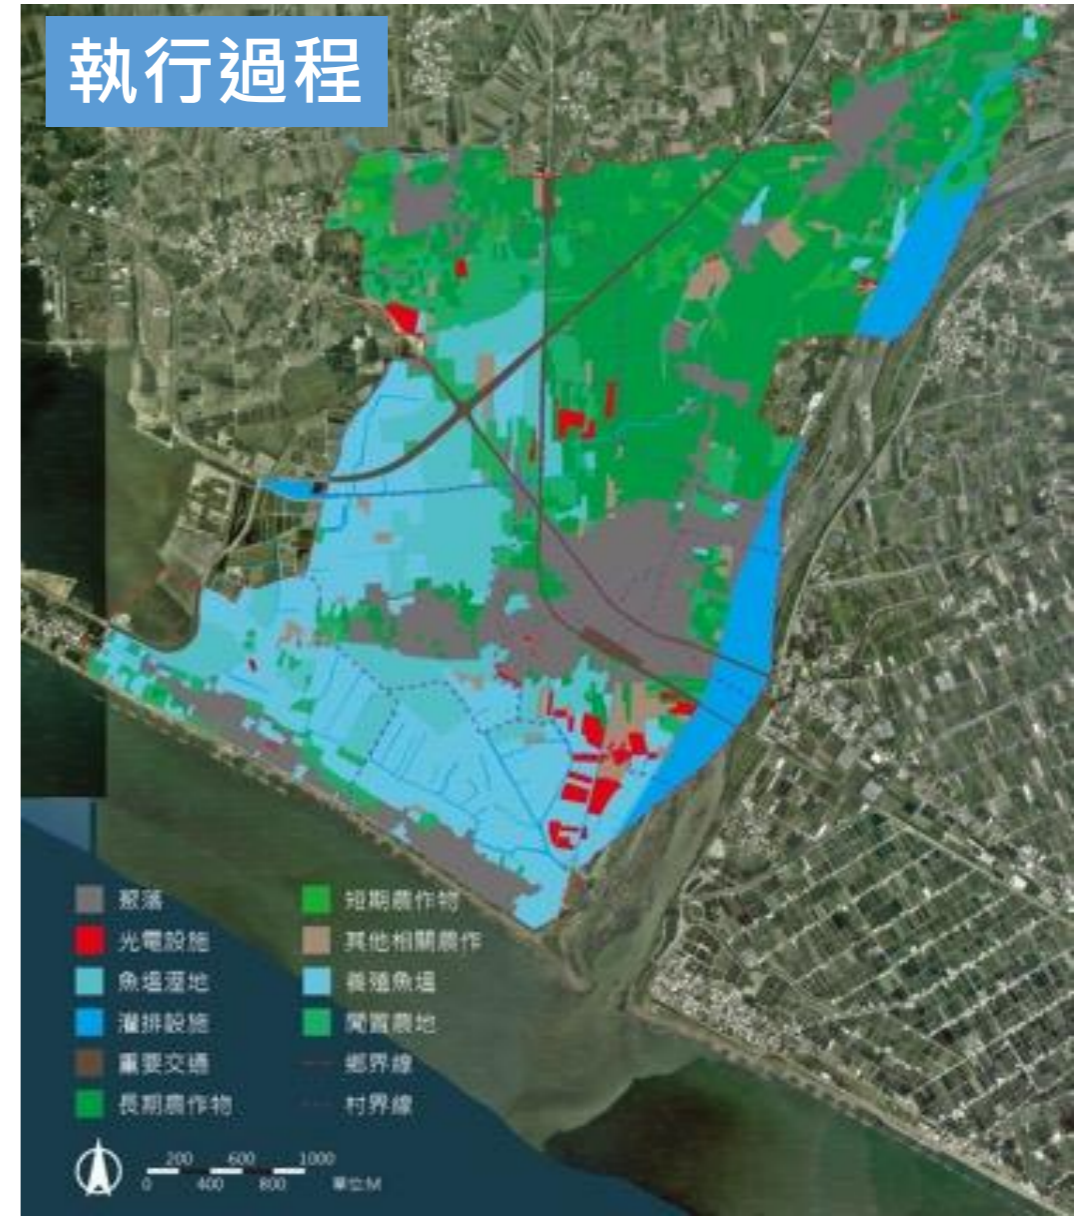 執行過程
聚落
光電設施
魚塭溼地
灌排設施
重要交通
長期農作物
短期農作物
其他相關農作
養殖魚塭
閒置農地
鄉界線
村界線
200 600 1000
0 400 800 單位:M